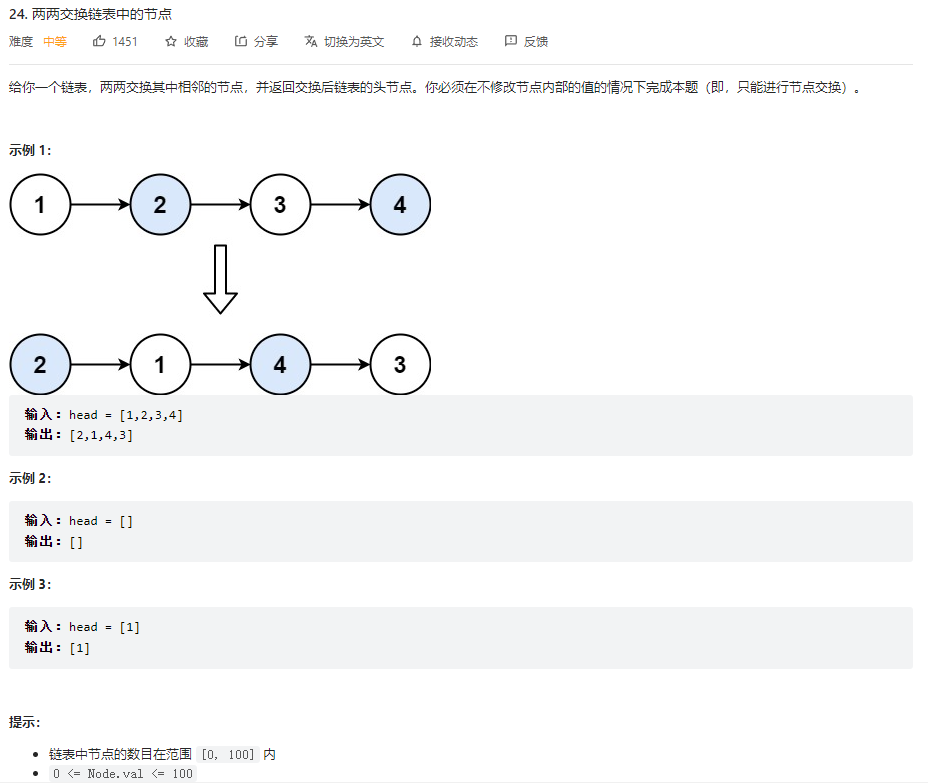 24. 两两交换链表中的节点
难度 中等 1451 收藏 分享 切换为英文 接收动态 反馈
给你一个链表，两两交换其中相邻的节点，并返回交换后链表的头节点。你必须在不修改节点内部的值的情况下完成本题（即，只能进行节点交换）。
示例 1：
1 2 3 4
2 1 4 3
输入：head = [1,2,3,4]
输出：[2,1,4,3]
示例 2：
输入：head = []
输出：[]
示例 3：
输入：head = [1]
输出：[1]
提示：
链表中节点的数目在范围 [0, 100] 内
0 <= Node.val <= 100